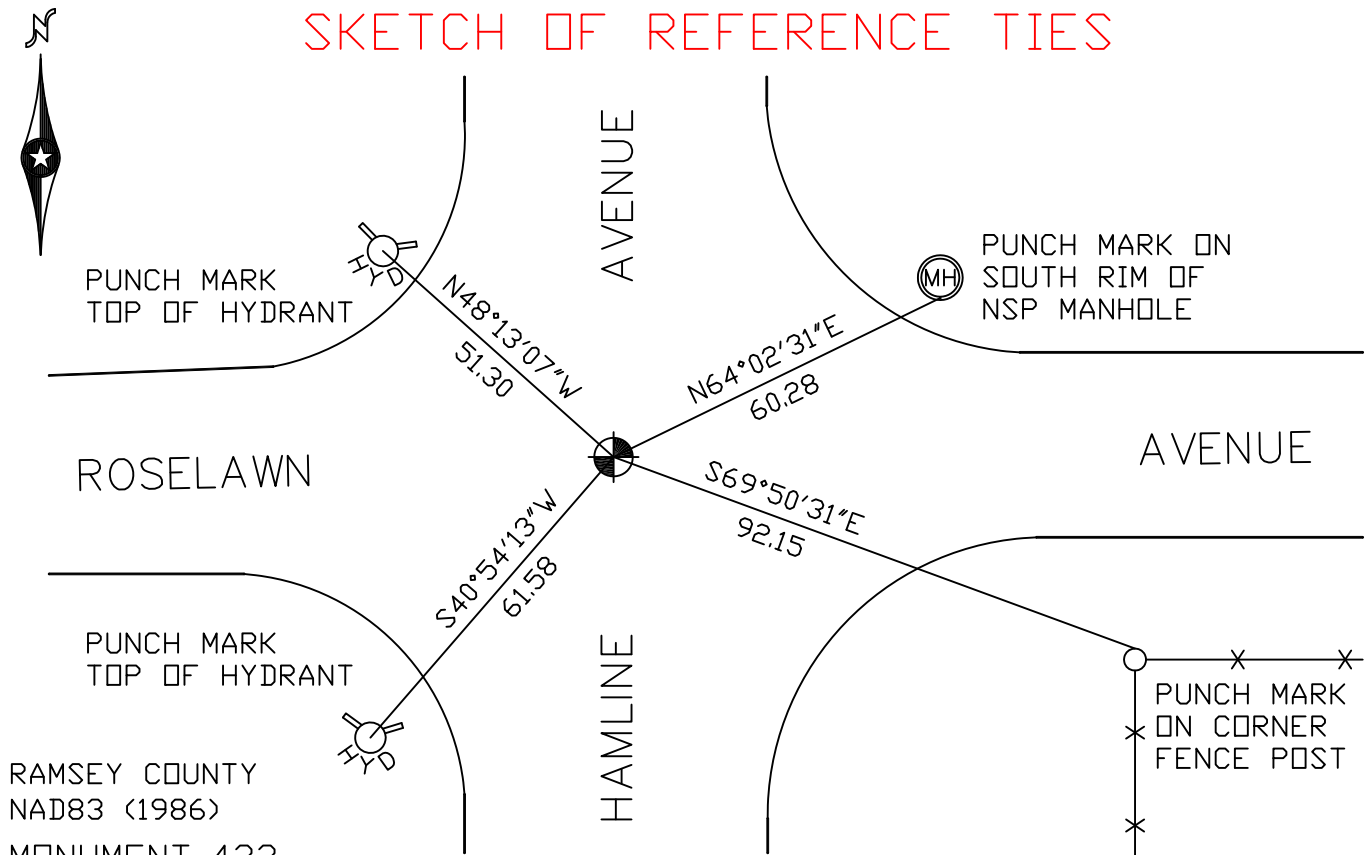 N
SKETCH OF REFERENCE TIES
AVENUE
HYD
PUNCH MARK
TOP OF HYDRANT
N48°13'07"W
51.30
MH
PUNCH MARK ON
SOUTH RIM OF
NSP MANHOLE
N64°02'31"E
60.28
ROSELAWN
AVENUE
S69°50'31"E
92.15
S40°54'13"W
61.58
PUNCH MARK
TOP OF HYDRANT
HYD
HAMLINE
PUNCH MARK
ON CORNER
FENCE POST
RAMSEY COUNTY
NAD83 (1986)
MONUMENT